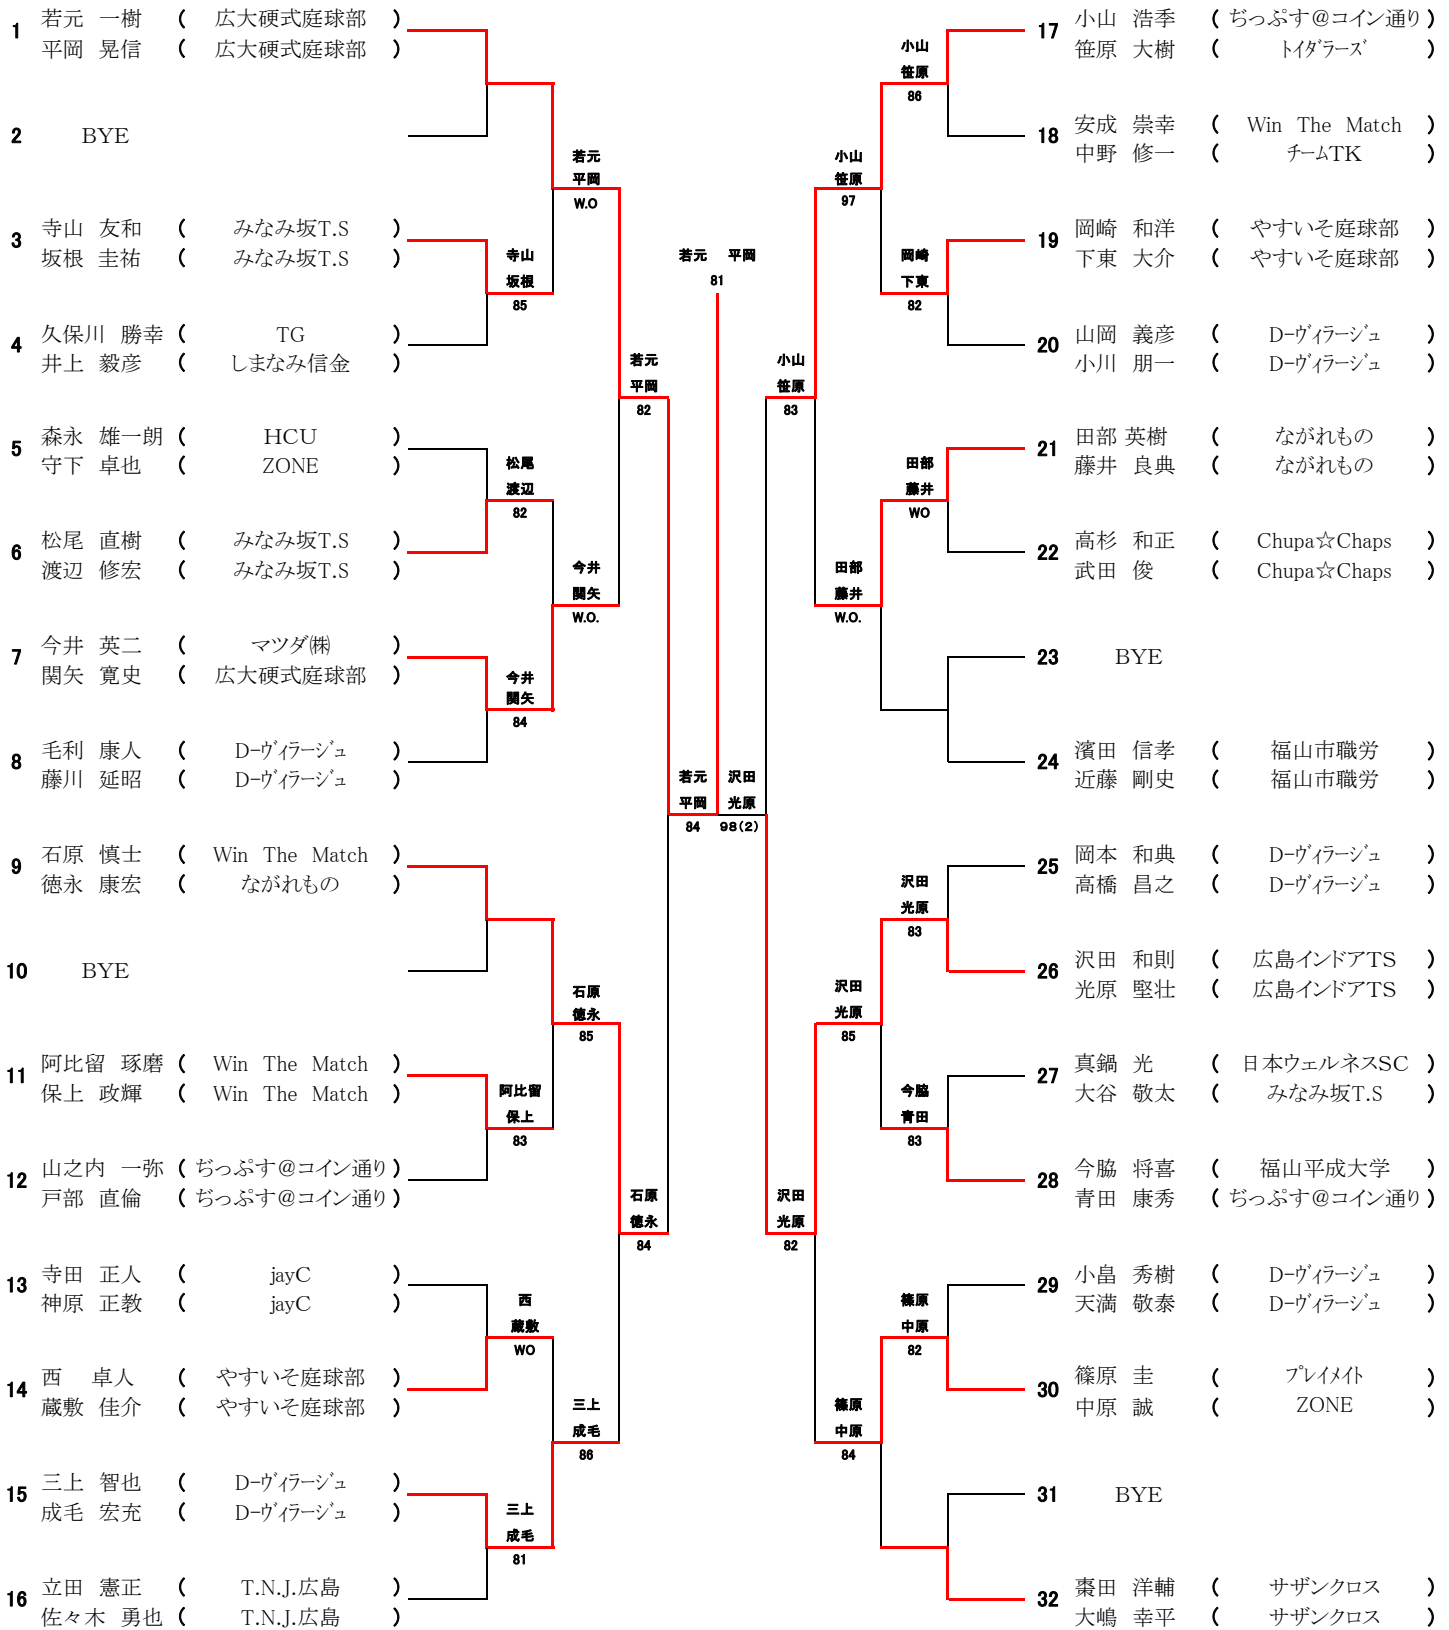 1 若元 一樹 ( 広大硬式庭球部 )
平岡 晃信 ( 広大硬式庭球部 )
2 BYE
若元
平岡
W.O
3 寺山 友和 ( みなみ坂T.S )
坂根 圭祐 ( みなみ坂T.S )
寺山
坂根
85
4 久保川 勝幸 ( TG )
井上 毅彦 ( しまなみ信金 )
若元
平岡
82
5 森永 雄一朗 ( HCU )
守下 卓也 ( ZONE )
松尾
渡辺
82
6 松尾 直樹 ( みなみ坂T.S )
渡辺 修宏 ( みなみ坂T.S )
今井
関矢
W.O.
7 今井 英二 ( マツダ㈱ )
関矢 寛史 ( 広大硬式庭球部 )
今井
関矢
84
8 毛利 康人 ( D-ヴィラージュ )
藤川 延昭 ( D-ヴィラージュ )
若元
平岡
84
9 石原 慎士 ( Win The Match )
徳永 康宏 ( ながれもの )
10 BYE
石原
徳永
85
11 阿比留 琢磨 ( Win The Match )
保上 政輝 ( Win The Match )
阿比留
保上
83
12 山之内 一弥 ( ぢっぷす@コイン通り )
戸部 直倫 ( ぢっぷす@コイン通り )
石原
徳永
84
13 寺田 正人 ( jayC )
神原 正教 ( jayC )
西
蔵敷
WO
14 西 卓人 ( やすいそ庭球部 )
蔵敷 佳介 ( やすいそ庭球部 )
三上
成毛
86
15 三上 智也 ( D-ヴィラージュ )
成毛 宏充 ( D-ヴィラージュ )
三上
成毛
81
16 立田 憲正 ( T.N.J.広島 )
佐々木 勇也 ( T.N.J.広島 )
若元 平岡
81
17 小山 浩季 ( ぢっぷす@コイン通り )
笹原 大樹 ( トイダラーズ )
小山
笹原
86
18 安成 崇幸 ( Win The Match )
中野 修一 ( チームTK )
小山
笹原
97
19 岡崎 和洋 ( やすいそ庭球部 )
下東 大介 ( やすいそ庭球部 )
岡崎
下東
82
20 山岡 義彦 ( D-ヴィラージュ )
小川 朋一 ( D-ヴィラージュ )
小山
笹原
83
21 田部 英樹 ( ながれもの )
藤井 良典 ( ながれもの )
田部
藤井
WO
22 高杉 和正 ( Chupa☆Chaps )
武田 俊 ( Chupa☆Chaps )
田部
藤井
W.O.
23 BYE
24 濱田 信孝 ( 福山市職労 )
近藤 剛史 ( 福山市職労 )
沢田
光原
98(2)
25 岡本 和典 ( D-ヴィラージュ )
高橋 昌之 ( D-ヴィラージュ )
沢田
光原
83
26 沢田 和則 ( 広島インドアTS )
光原 堅壮 ( 広島インドアTS )
沢田
光原
85
27 真鍋 光 ( 日本ウェルネスSC )
大谷 敬太 ( みなみ坂T.S )
今脇
青田
83
28 今脇 将喜 ( 福山平成大学 )
青田 康秀 ( ぢっぷす@コイン通り )
沢田
光原
82
29 小畠 秀樹 ( D-ヴィラージュ )
天満 敬泰 ( D-ヴィラージュ )
篠原
中原
82
30 篠原 圭 ( プレイメイト )
中原 誠 ( ZONE )
篠原
中原
84
31 BYE
32 棗田 洋輔 ( サザンクロス )
大嶋 幸平 ( サザンクロス )